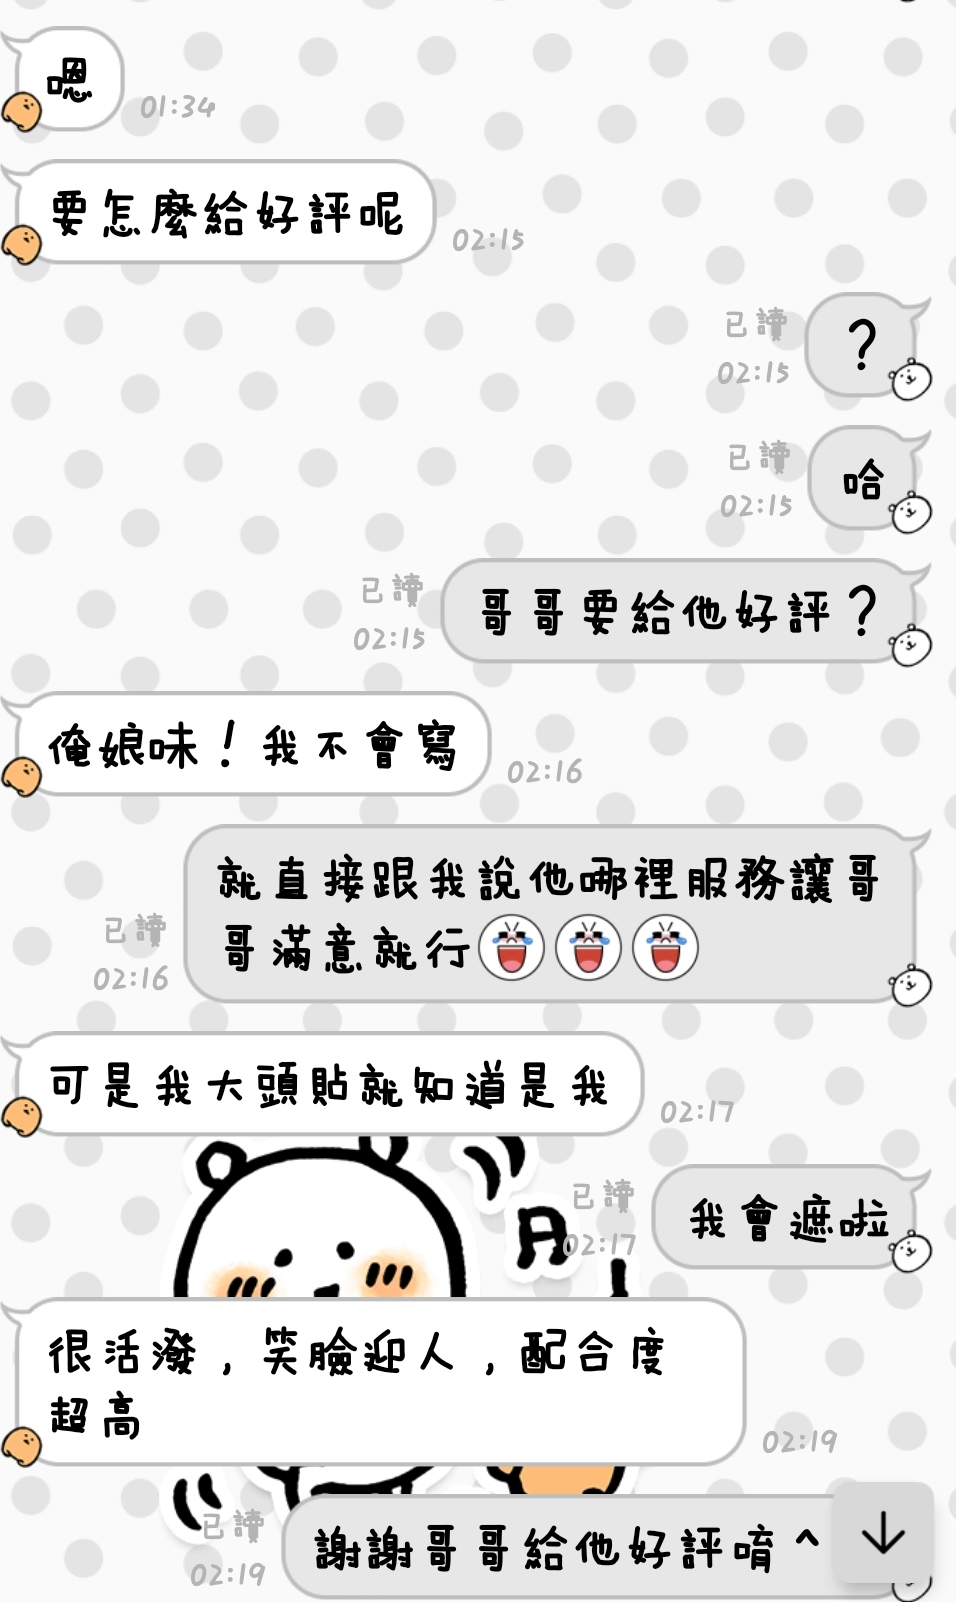 嗯
01:34
要怎麼給好評呢
02:15
已讀
02:15
？
已讀
02:15
哈
已讀
02:15
哥哥要給他好評？
俺娘味！我不會寫
02:16
就直接跟我說他哪裡服務讓哥
哥滿意就行
已讀
02:16
可是我大頭貼就知道是我
02:17
已讀
02:17
我會遮啦
很活潑，笑臉迎人，配合度
超高
02:19
已讀
02:19
謝謝哥哥給他好評唷^